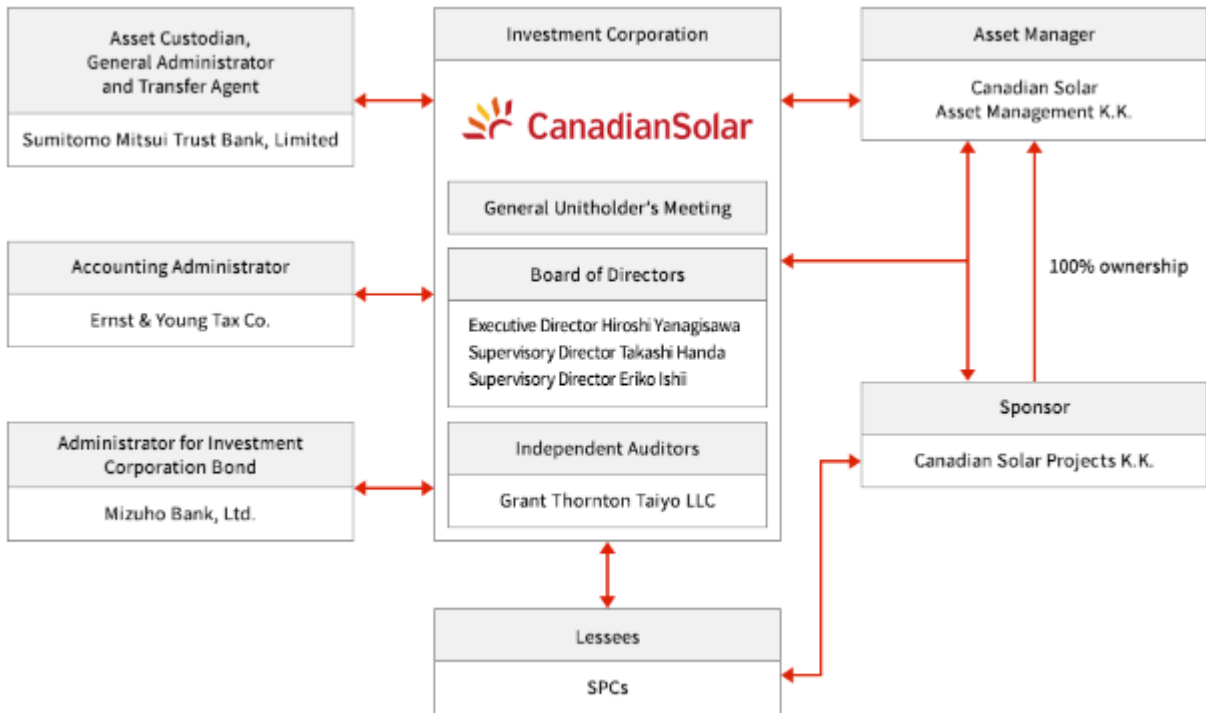 Asset Custodian,
General Administrator
and Transfer Agent
Sumitomo Mitsui Trust Bank, Limited
Accounting Administrator
Ernst & Young Tax Co.
Administrator for Investment
Corporation Bond
Mizuho Bank, Ltd.
Investment Corporation
CanadianSolar
General Unitholder's Meeting
Board of Directors
Executive Director Hiroshi Yanagisawa
Supervisory Director Takashi Handa
Supervisory Director Eriko Ishii
Independent Auditors
Grant Thornton Taiyo LLC
Lessees
SPCs
Asset Manager
Canadian Solar
Asset Management K.K.
100% ownership
Sponsor
Canadian Solar Projects K.K.